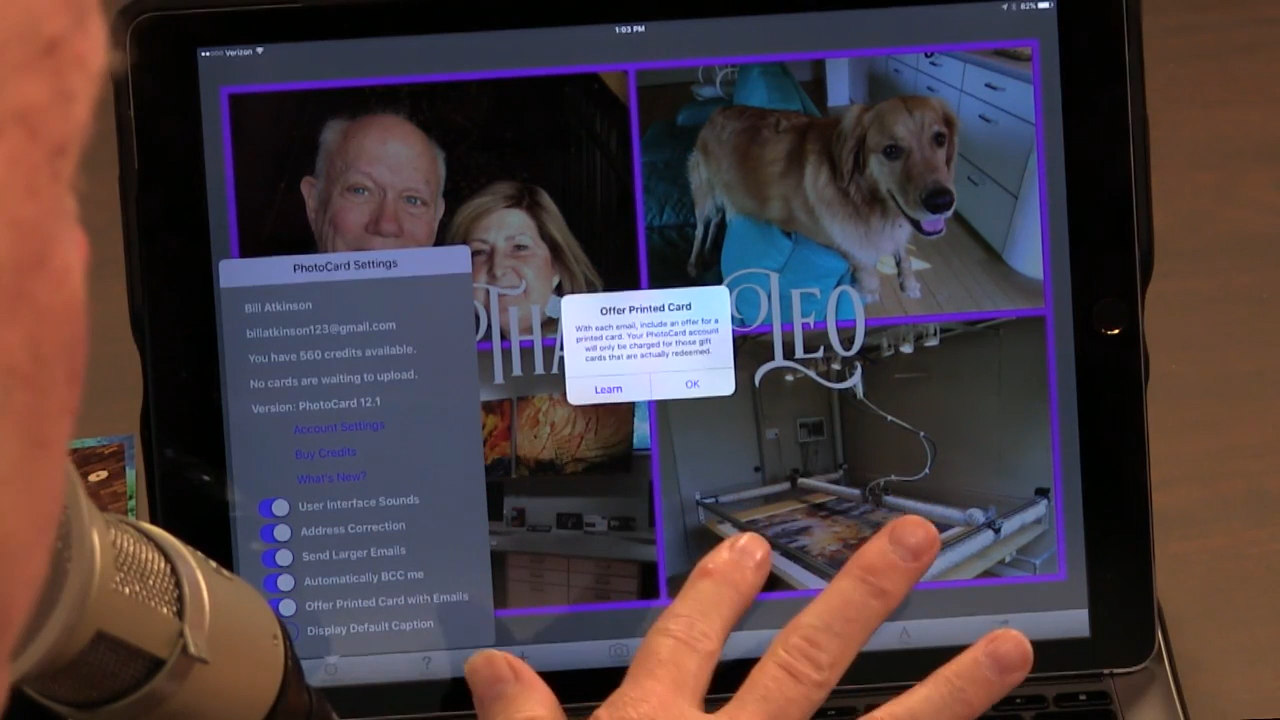 Verizon
1:03 PM
82%
PhotoCard Settings
Bill Atkinson
billatkinson123@gmail.com
You have 560 credits available.
No cards are waiting to upload.
Version: PhotoCard 12.1
Account Settings
Buy Credits
What's New?
User Interface Sounds
Address Correction
Send Larger Emails
Automatically BCC me
Offer Printed Card with Emails
Display Default Caption
Offer Printed Card
With each email, include an offer for a
printed card. Your PhotoCard account
will only be charged for those gift
cards that are actually redeemed.
Learn
OK
LEO
?
A